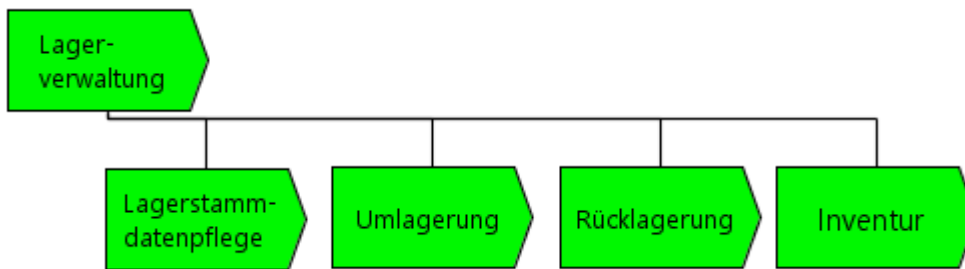 Lager-
verwaltung
Lagerstamm-
datenpflege
Umlagerung
Rücklagerung
Inventur